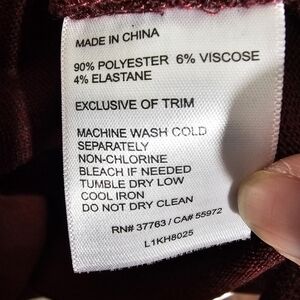 MADE IN CHINA
90% POLYESTER 6% VISCOSE
4% ELASTANE
EXCLUSIVE OF TRIM
MACHINE WASH COLD
SEPARATELY
NON-CHLORINE
BLEACH IF NEEDED
TUMBLE DRY LOW
COOL IRON
DO NOT DRY CLEAN
RN# 37763 / CA# 55972
L1KH8025